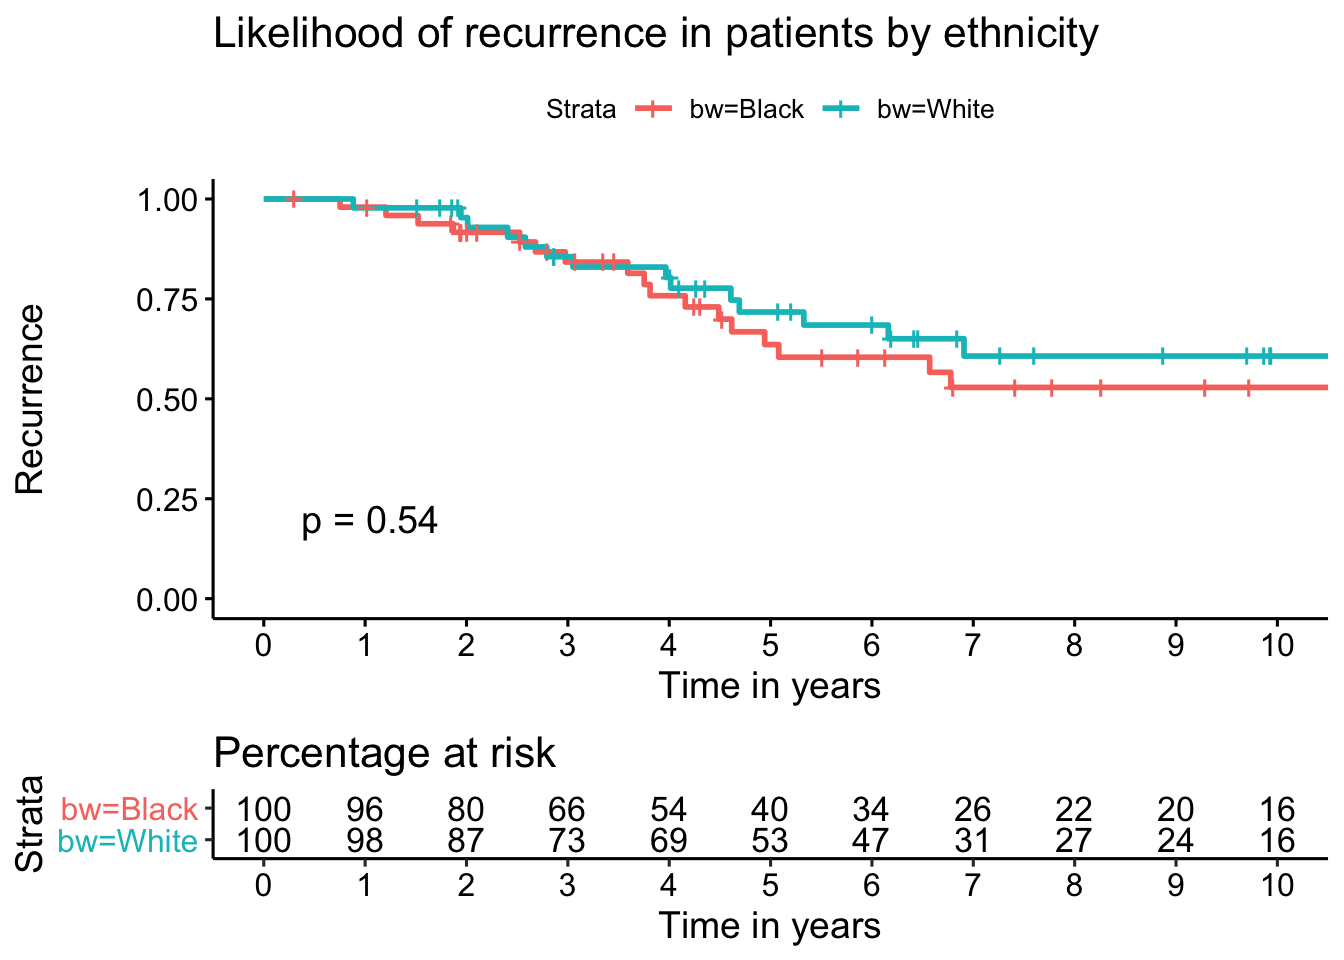 Likelihood of recurrence in patients by ethnicity
Strata bw=Black bw=White
Recurrence
1.00
0.75
0.50
0.25
0.00
p = 0.54
0 1 2 3 4 5 6 7 8 9 10
Time in years
Percentage at risk
Strata
bw=Black 100 96 80 66 54 40 34 26 22 20 16
bw=White 100 98 87 73 69 53 47 31 27 24 16
0 1 2 3 4 5 6 7 8 9 10
Time in years